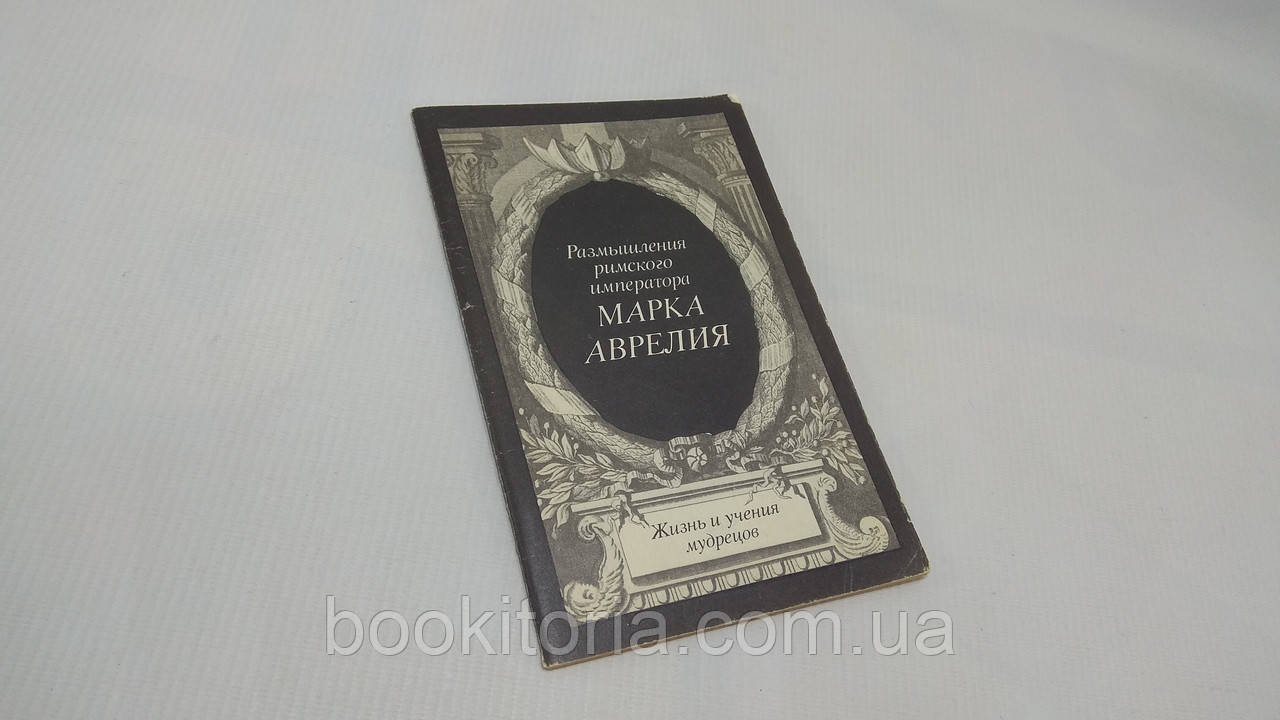 Размышления
римского
императора
МАРКА
АВРЕЛИЯ
Жизнь и учения
мудрецов
bookitoria.com.ua